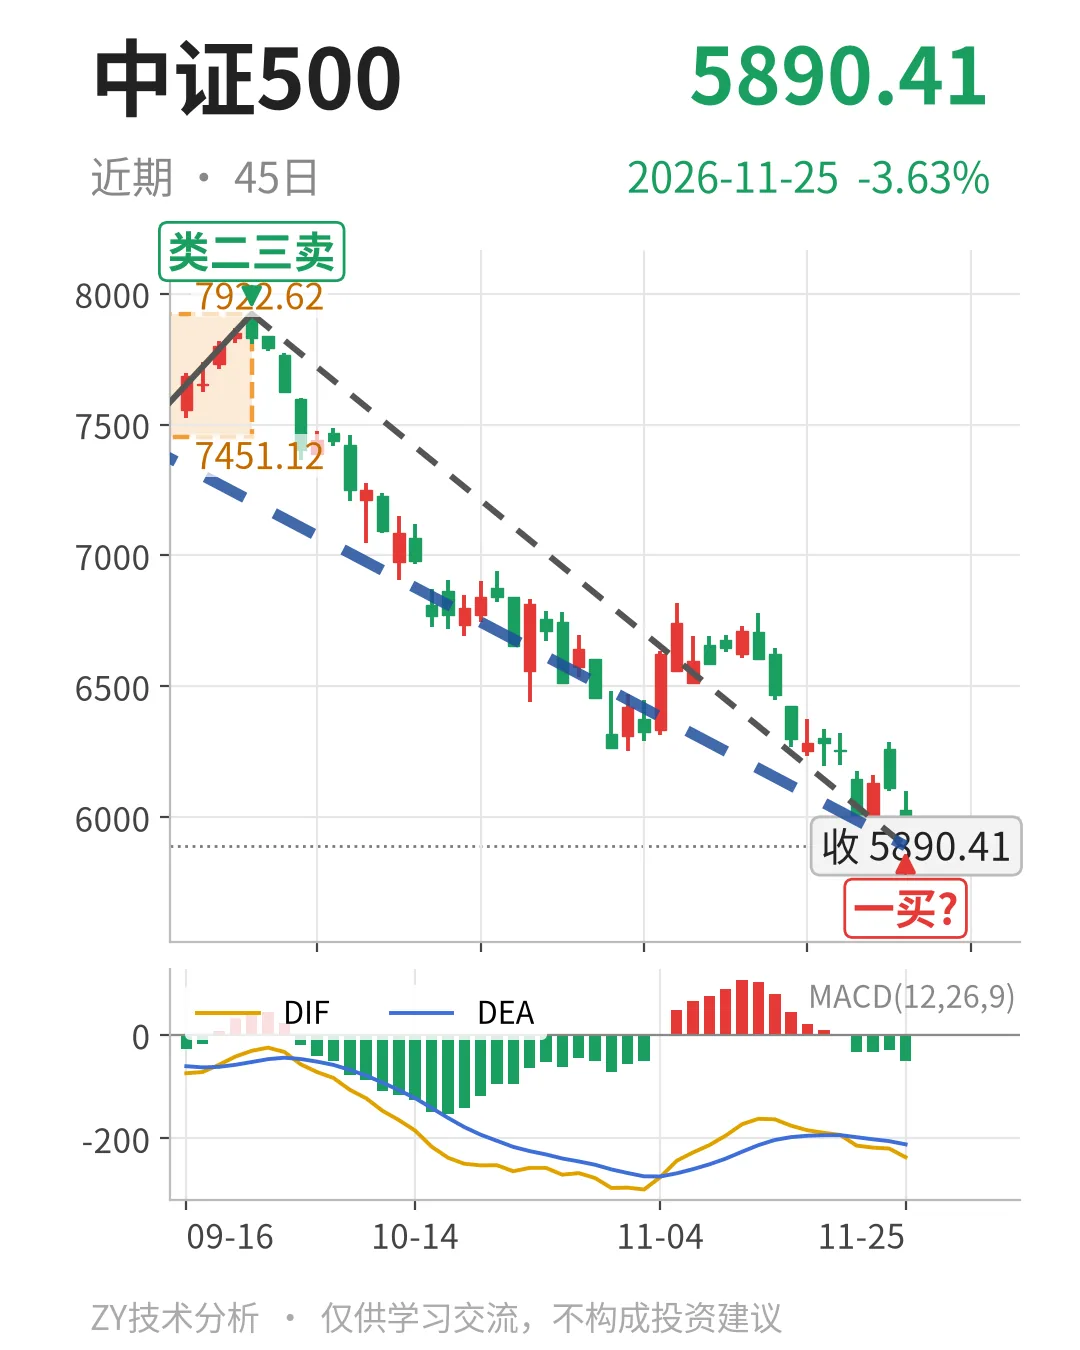 中证500
5890.41
近期 · 45日
2026-11-25 -3.63%
类二三卖
8000
7922.62
7500
7451.12
7000
6500
6000
收 5890.41
一买?
DIF
DEA
MACD(12,26,9)
0
-200
09-16
10-14
11-04
11-25
ZY技术分析 · 仅供学习交流，不构成投资建议